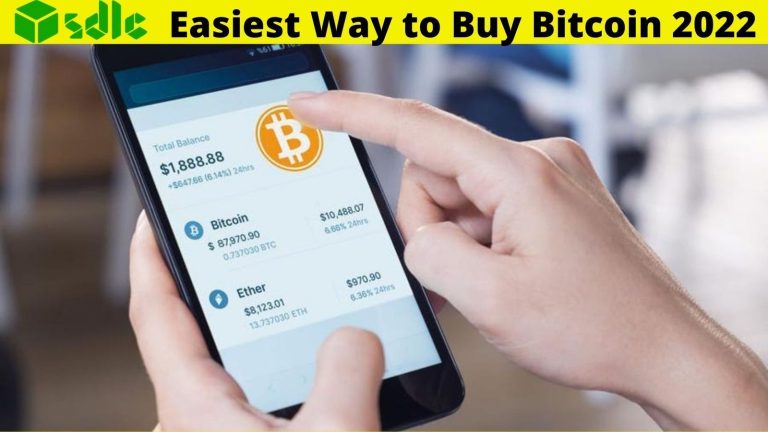 sdlc Easiest Way to Buy Bitcoin 2022
Total Balance
$1,888.88
+$647.66 (6.14%) 24hrs
Bitcoin
$ 87,970.90
$10,488.07
0.737030 BTC
6.66% 24hrs
Ether
$8,123.01
$970.90
13.737030 ETH
6.36% 24hrs